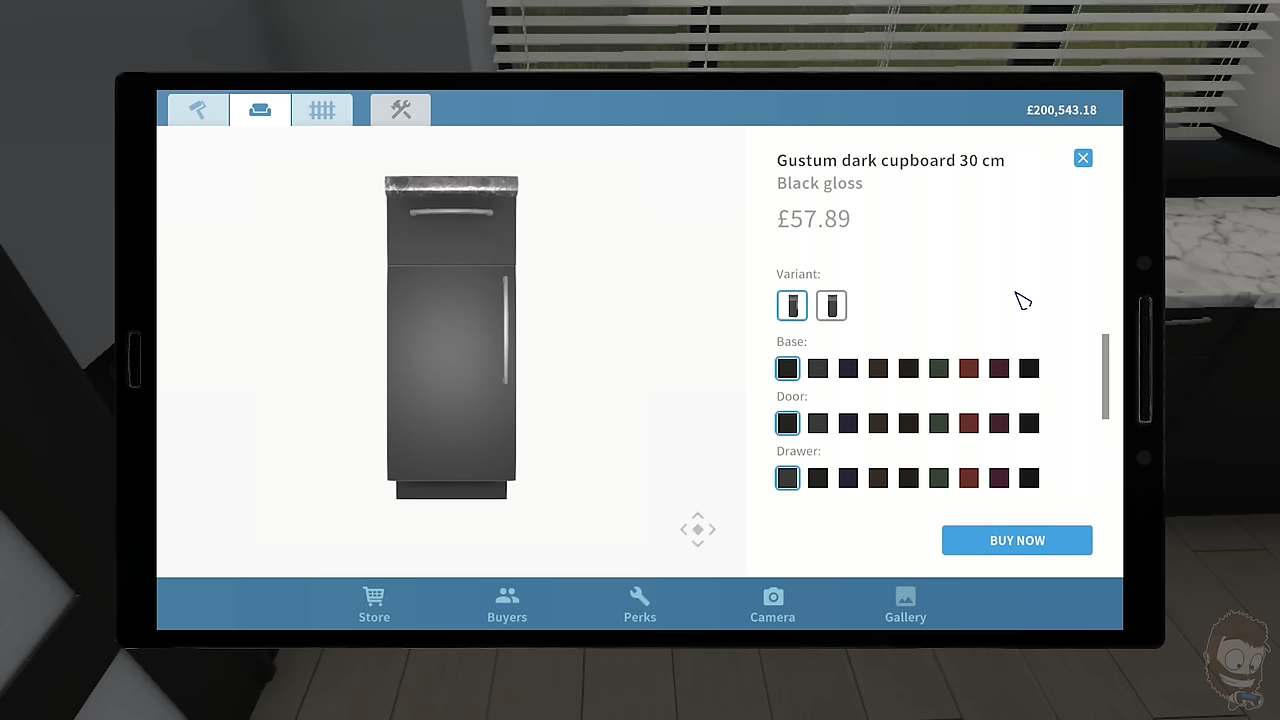 £200,543.18
Gustum dark cupboard 30 cm
Black gloss
£57.89
Variant:
Base:
Door:
Drawer:
BUY NOW
Store
Buyers
Perks
Camera
Gallery